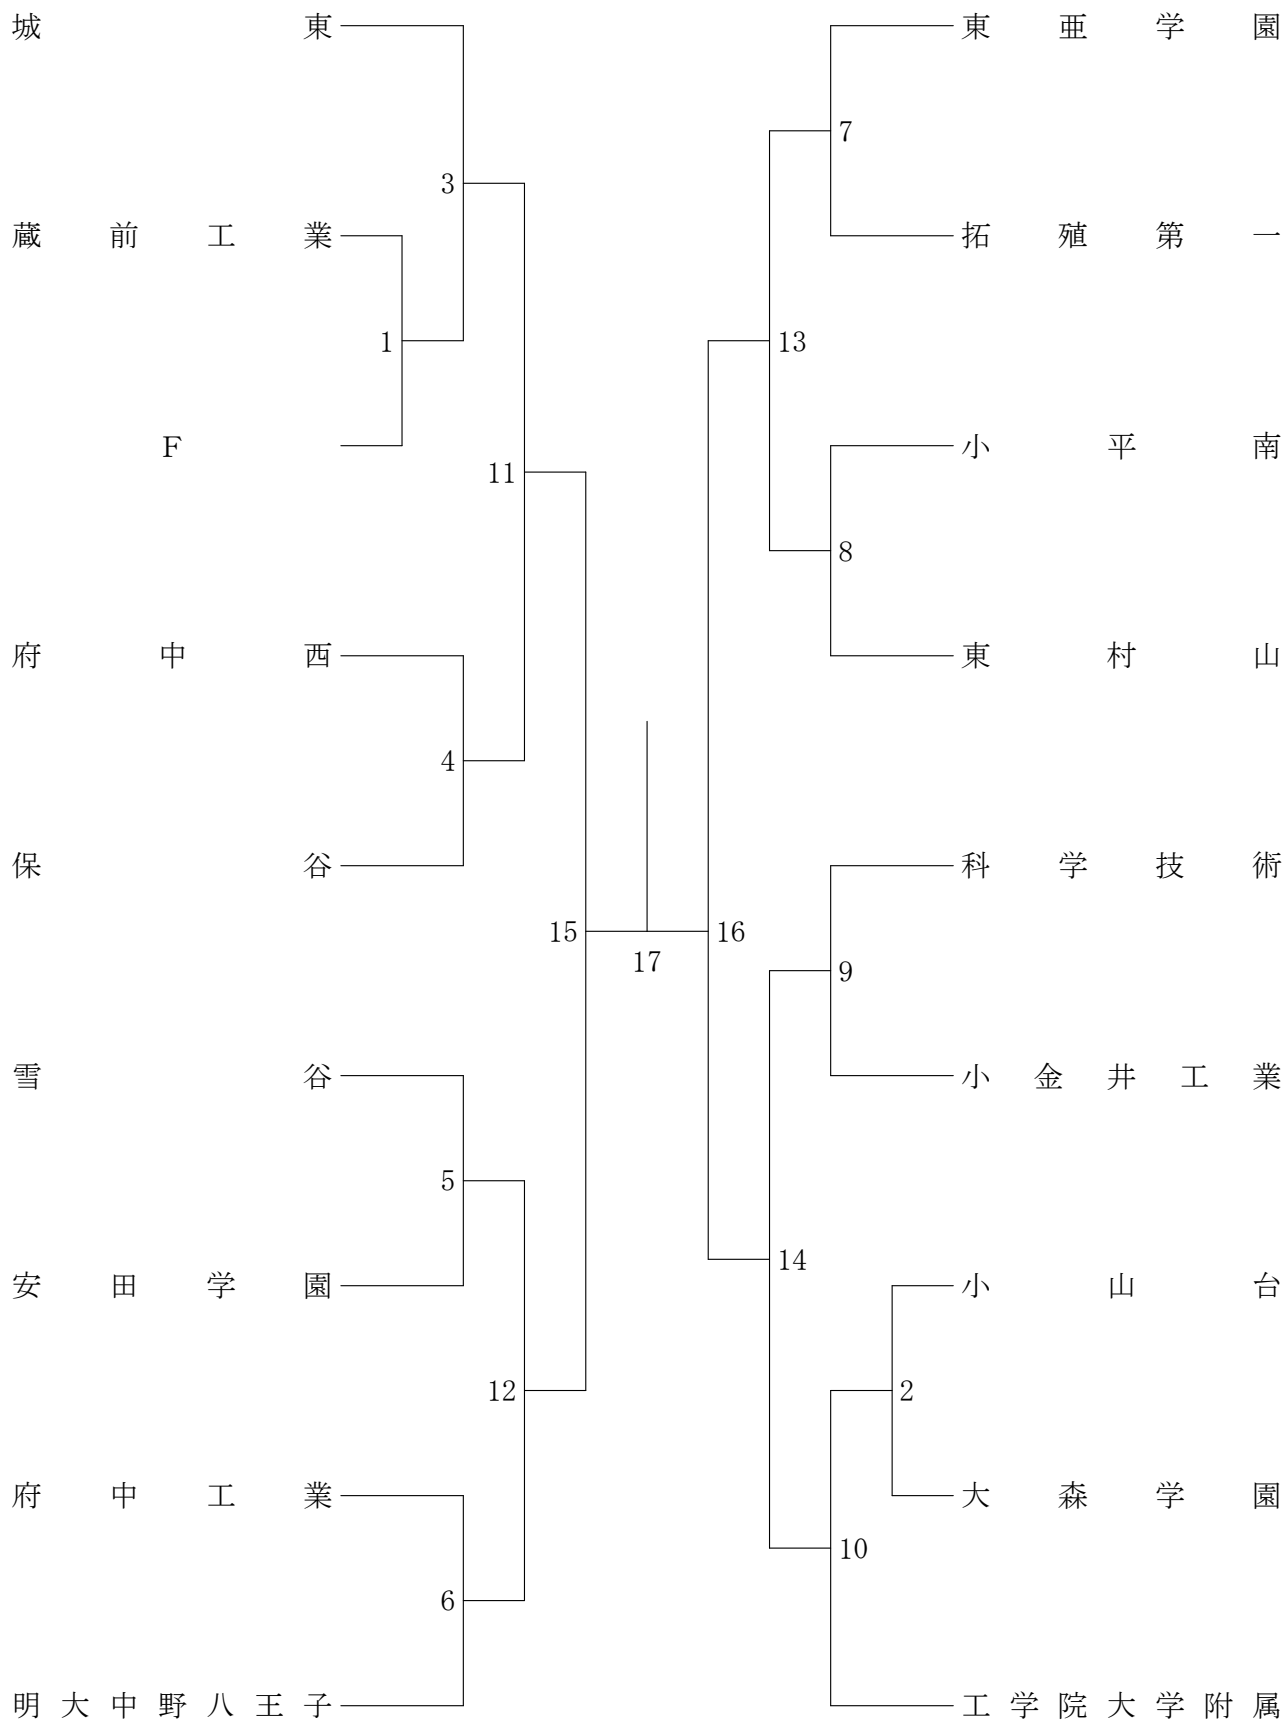 城東
蔵前工業
F
府中西
保谷
雪谷
安田学園
府中工業
明大中野八王子
3
1
11
4
15
5
12
6
17
東亜学園
拓殖第一
小平南
東村山
科学技術
小金井工業
小山台
大森学園
工学院大学附属
7
13
8
16
9
14
2
10